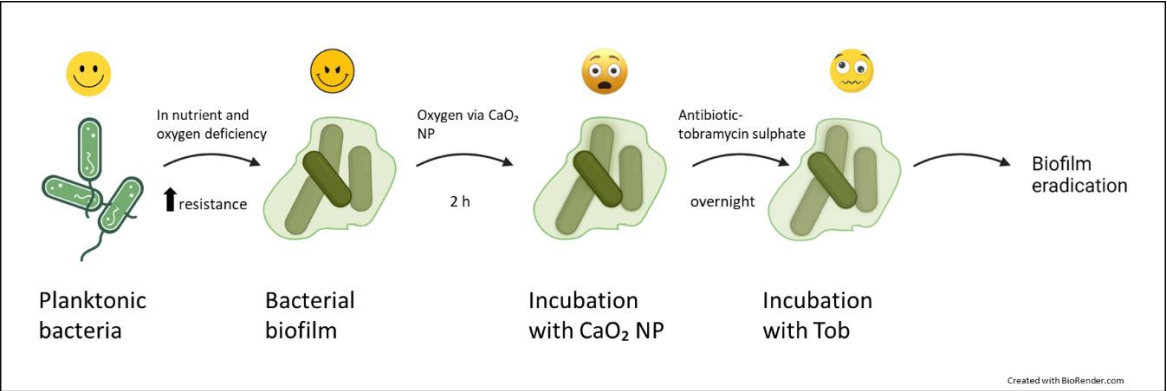 In nutrient and
oxygen deficiency
resistance
Oxygen via CaO₂
NP
2 h
Antibiotic-
tobramycin sulphate
overnight
Biofilm
eradication
Planktonic
bacteria
Bacterial
biofilm
Incubation
with CaO₂ NP
Incubation
with Tob
Created with BioRender.com